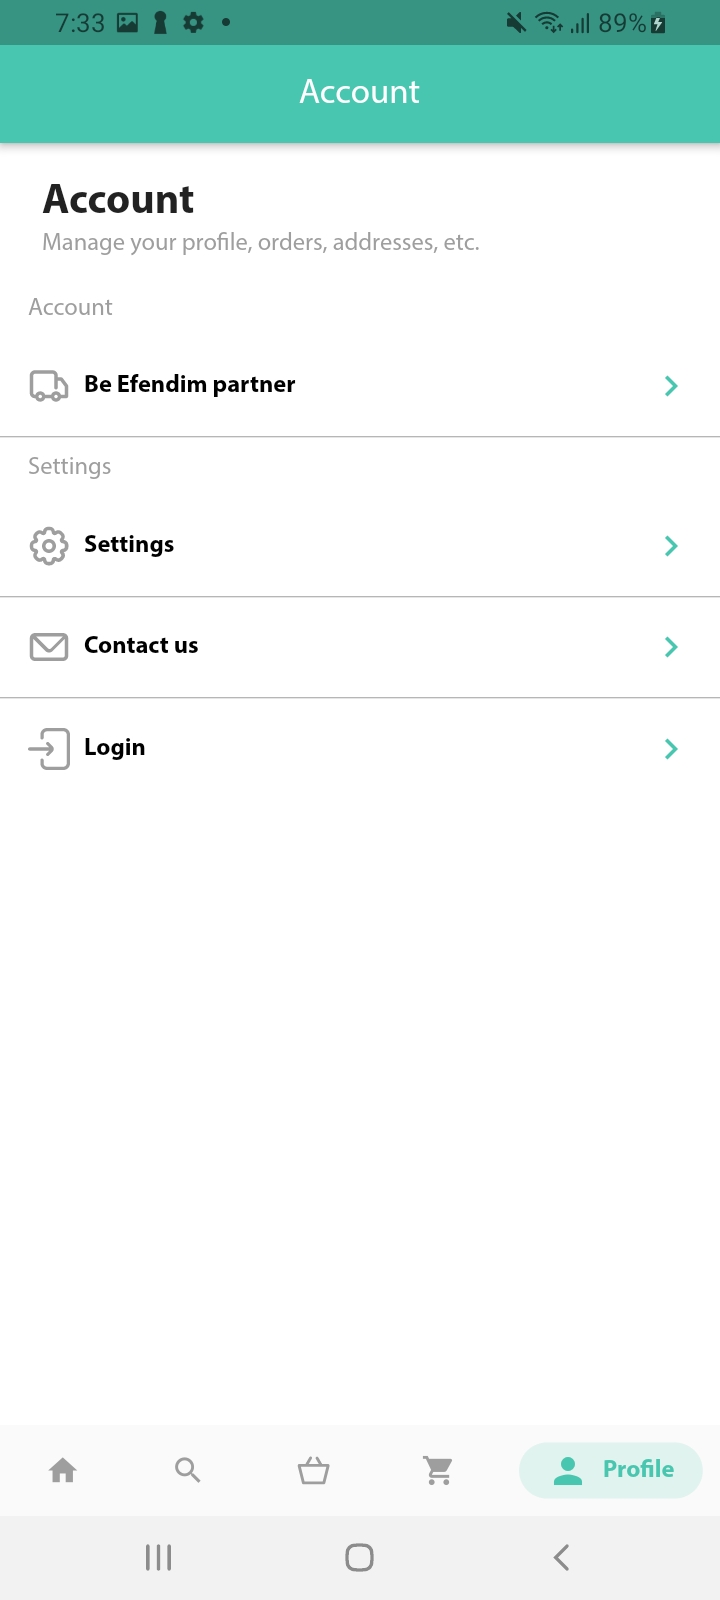 7:33 89%
Account
Account
Manage your profile, orders, addresses, etc.
Account
Be Efendim partner
Settings
Settings
Contact us
Login
Profile